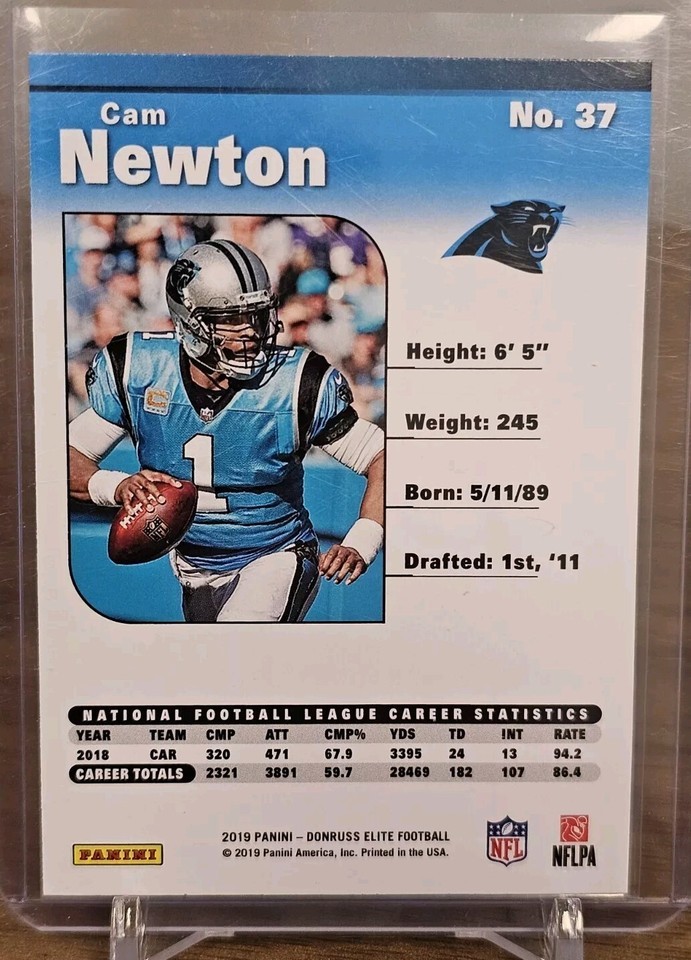 Cam
Newton
No. 37
1
1
Height: 6' 5"
Weight: 245
Born: 5/11/89
Drafted: 1st, '11
NATIONAL FOOTBALL LEAGUE CAREER STATISTICS
YEAR TEAM CMP ATT CMP% YDS TD INT RATE
2018 CAR 320 471 67.9 3395 24 13 94.2
CAREER TOTALS 2321 3891 59.7 28469 182 107 86.4
2019 PANINI – DONRUSS ELITE FOOTBALL
© 2019 Panini America, Inc. Printed in the USA.
PANINI
NFL
NFLPA